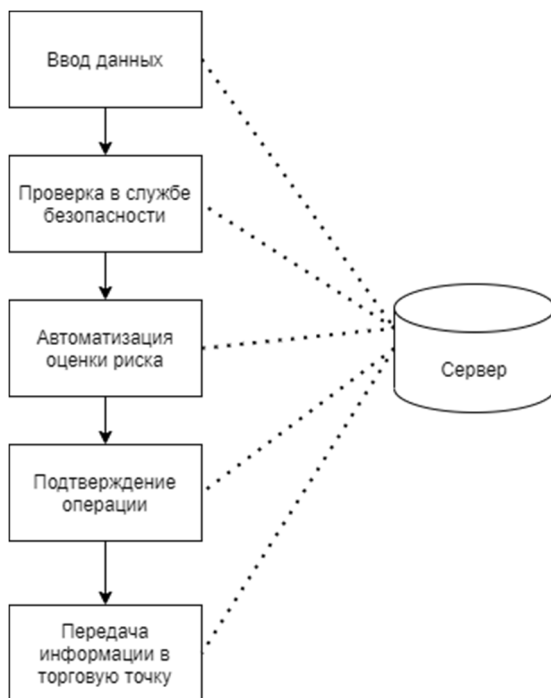 Ввод данных
Проверка в службе
безопасности
Автоматизация
оценки риска
Сервер
Подтверждение
операции
Передача
информации в
торговую точку